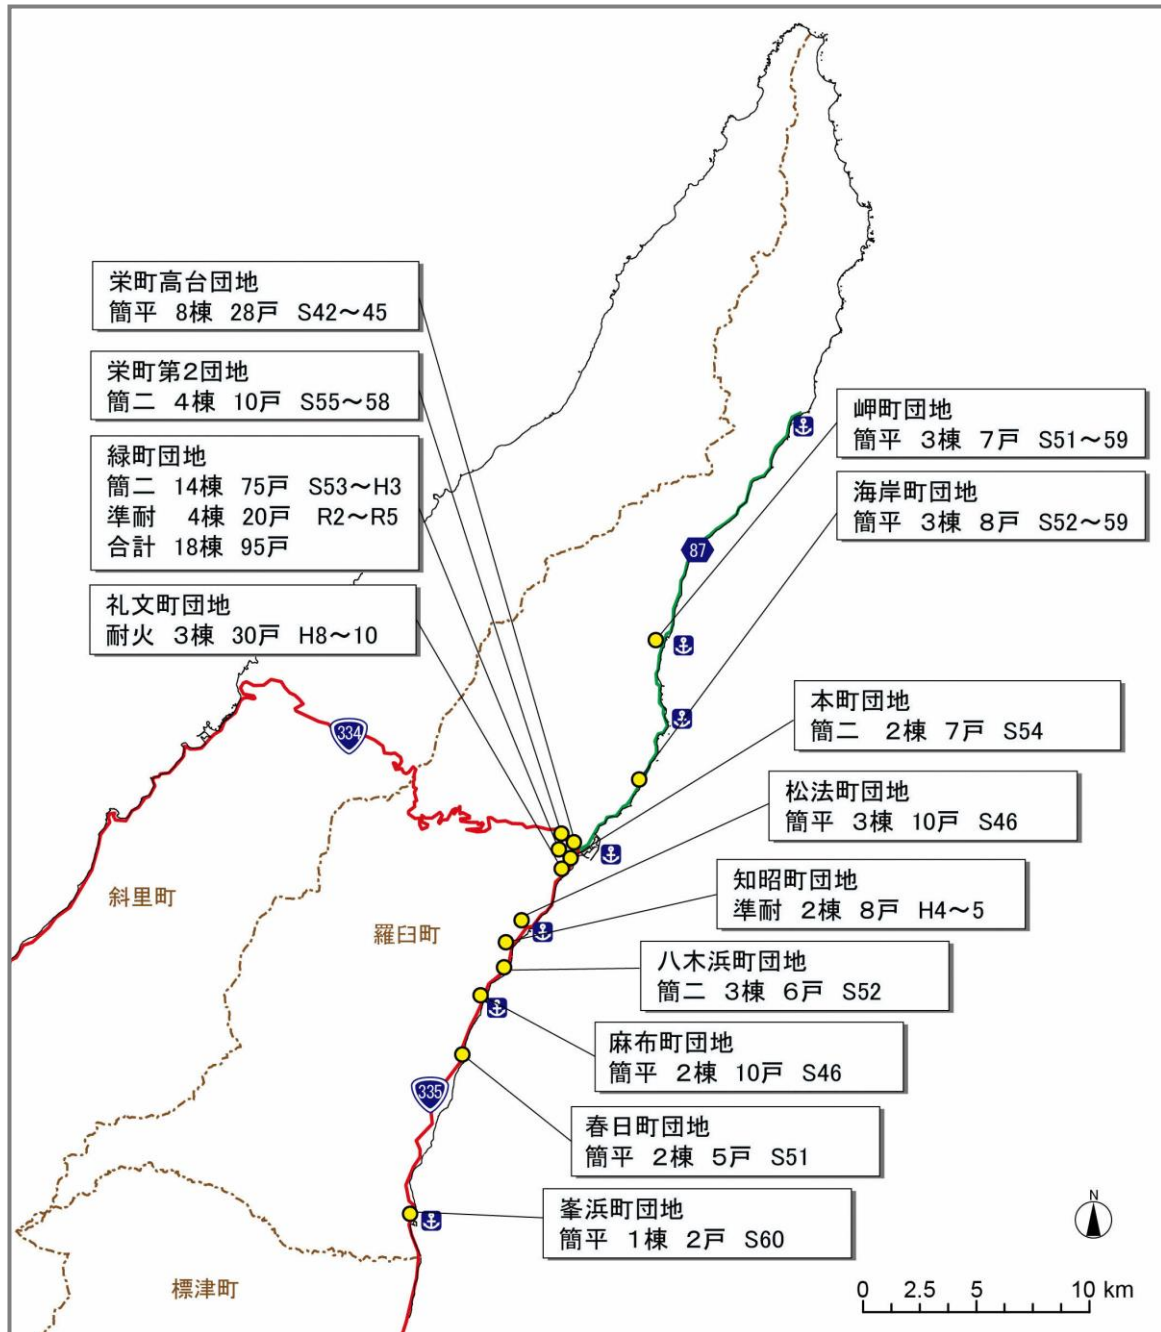 栄町高台団地
簡平 8棟 28戸 S42～45
栄町第2団地
簡二 4棟 10戸 S55～58
緑町団地
簡二 14棟 75戸 S53～H3
準耐 4棟 20戸 R2～R5
合計 18棟 95戸
礼文町団地
耐火 3棟 30戸 H8～10
岬町団地
簡平 3棟 7戸 S51～59
海岸町団地
簡平 3棟 8戸 S52～59
87
本町団地
簡二 2棟 7戸 S54
334
松法町団地
簡平 3棟 10戸 S46
知昭町団地
準耐 2棟 8戸 H4～5
斜里町
羅臼町
八木浜町団地
簡二 3棟 6戸 S52
麻布町団地
簡平 2棟 10戸 S46
335
春日町団地
簡平 2棟 5戸 S51
峯浜町団地
簡平 1棟 2戸 S60
標津町
N
0 2.5 5 10 km